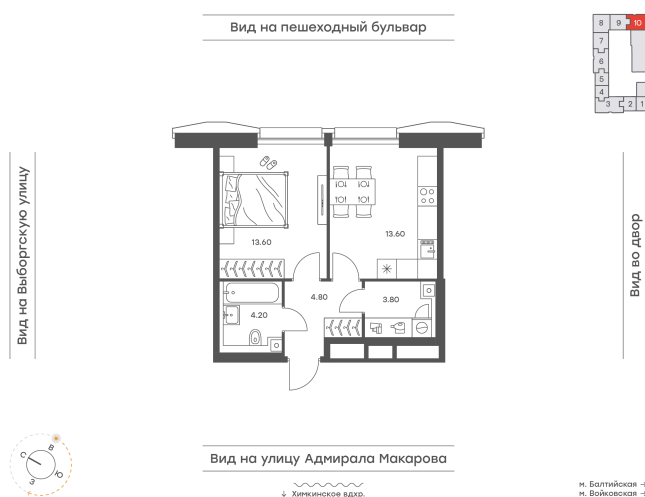 Вид на пешеходный бульвар
8 9 10
7
6
5
4
3 2 1
Вид на Выборгскую улицу
Вид во двор
13.60
13.60
4.80
3.80
4.20
Вид на улицу Адмирала Макарова
С В Ю З
↓ Химкинское вдхр.
м. Балтийская
м. Войковская